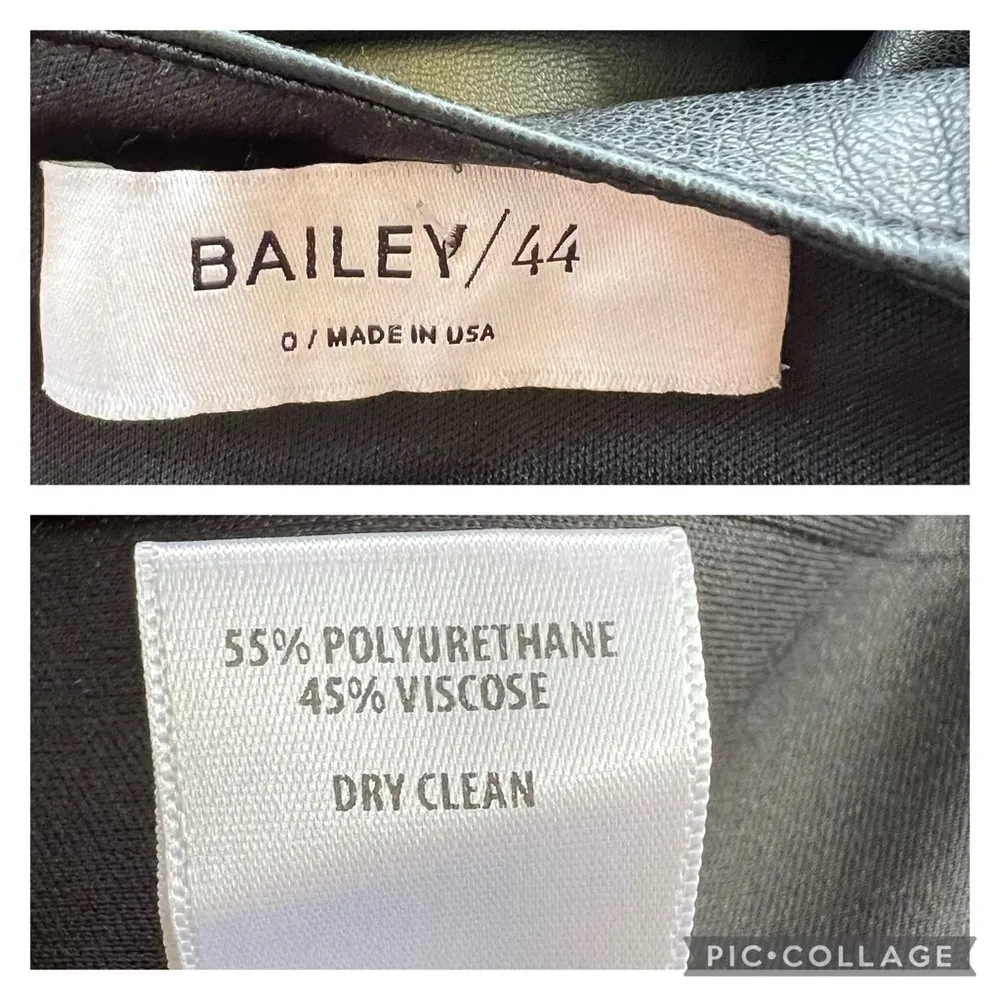 BAILEY/44
0 / MADE IN USA
55% POLYURETHANE
45% VISCOSE
DRY CLEAN
PIC•COLLAGE